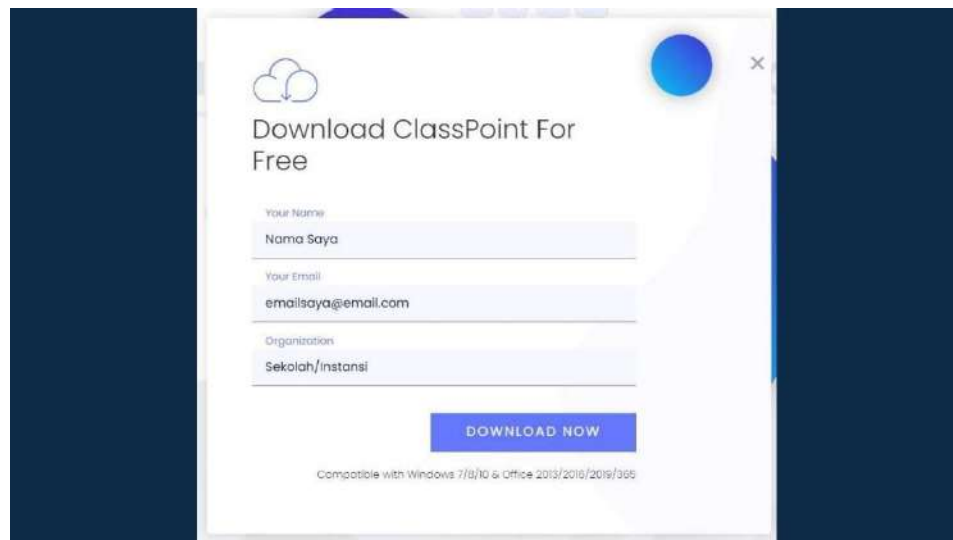 Download ClassPoint For
Free
Your Name
Nama Saya
Your Email
emailsaya@email.com
Organization
Sekolah/Instansi
DOWNLOAD NOW
Compatible with Windows 7/8/10 & Office 2013/2016/2019/365